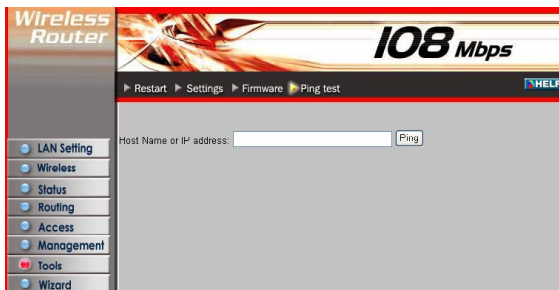 Wireless
Router
108 Mbps
Restart Settings Firmware Ping test
HELP
Host Name or IP address: Ping
LAN Setting
Wireless
Status
Routing
Access
Management
Tools
Wizard